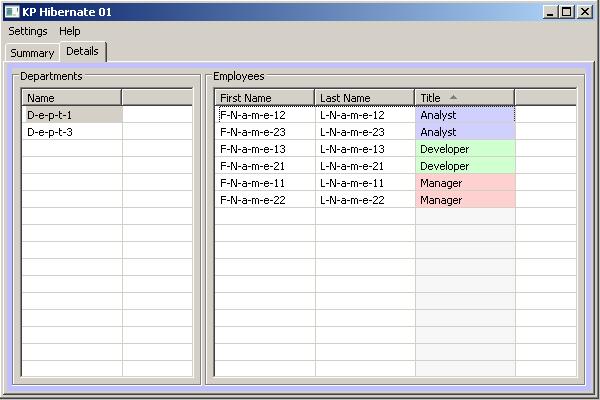 KP Hibernate 01
Settings Help
Summary Details
Departments
Name
D-e-p-t-1
D-e-p-t-3
Employees
First Name Last Name Title
F-N-a-m-e-12 L-N-a-m-e-12 Analyst
F-N-a-m-e-23 L-N-a-m-e-23 Analyst
F-N-a-m-e-13 L-N-a-m-e-13 Developer
F-N-a-m-e-21 L-N-a-m-e-21 Developer
F-N-a-m-e-11 L-N-a-m-e-11 Manager
F-N-a-m-e-22 L-N-a-m-e-22 Manager